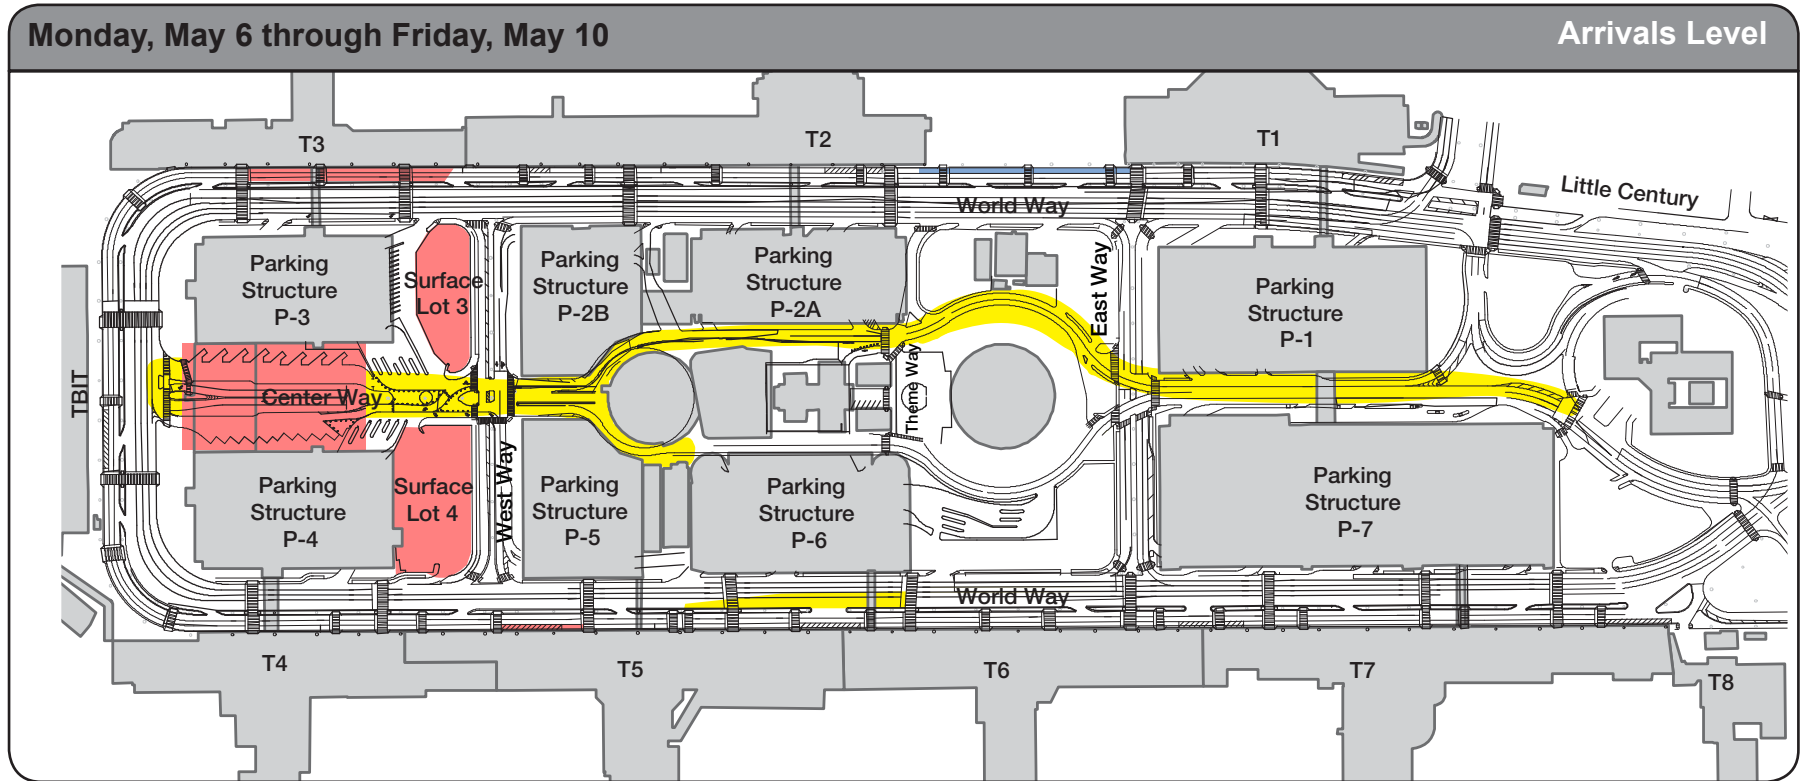 Monday, May 6 through Friday, May 10
Arrivals Level
T3
T2
T1
Little Century
World Way
Parking
Structure
P-3
Surface
Lot 3
Parking
Structure
P-2B
Parking
Structure
P-2A
East Way
Parking
Structure
P-1
TBIT
Center Way
Theme Way
West Way
Parking
Structure
P-4
Surface
Lot 4
Parking
Structure
P-5
Parking
Structure
P-6
Parking
Structure
P-7
World Way
T4
T5
T6
T7
T8